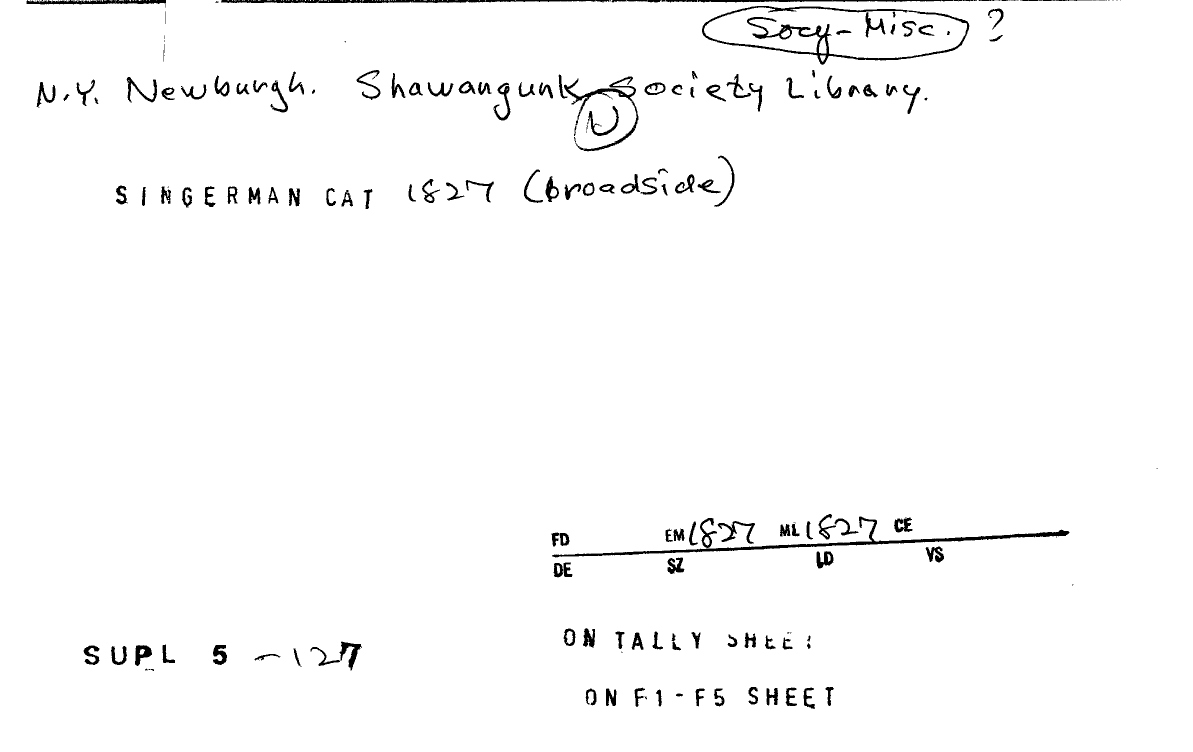 Socy-Misc. ?
N.Y. Newburgh. Shawangunk Society Library.
N
SINGERMAN CAT 1827 (broadside)
FD EM 1827 ML 1827 CE
DE SZ LD VS
ON TALLY SHEET
SUPL 5 -127
ON F1-F5 SHEET